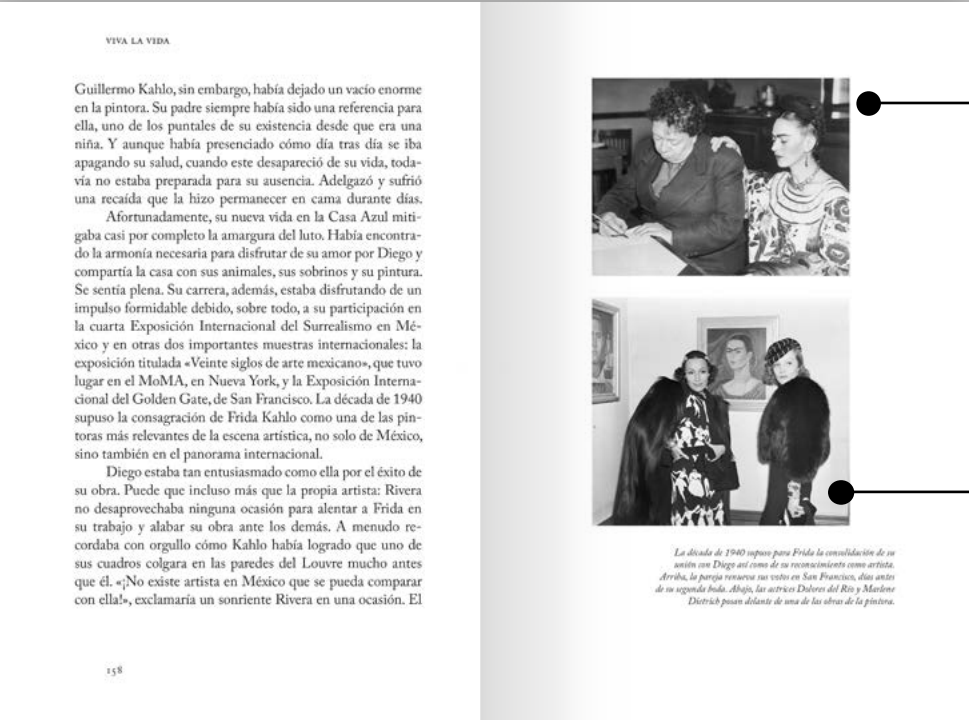 VIVA LA VIDA
Guillermo Kahlo, sin embargo, había dejado un vacío enorme
en la pintora. Su padre siempre había sido una referencia para
ella, uno de los puntales de su existencia desde que era una
niña. Y aunque había presenciado cómo día tras día se iba
apagando su salud, cuando este desapareció de su vida, toda-
vía no estaba preparada para su ausencia. Adelgazó y sufrió
una recaída que la hizo permanecer en cama durante días.
Afortunadamente, su nueva vida en la Casa Azul miti-
gaba casi por completo la amargura del luto. Había encontra-
do la armonía necesaria para disfrutar de su amor por Diego y
compartía la casa con sus animales, sus sobrinos y su pintura.
Se sentía plena. Su carrera, además, estaba disfrutando de un
impulso formidable debido, sobre todo, a su participación en
la cuarta Exposición Internacional del Surrealismo en Mé-
xico y en otras dos importantes muestras internacionales: la
exposición titulada «Veinte siglos de arte mexicano», que tuvo
lugar en el MoMA, en Nueva York, y la Exposición Interna-
cional del Golden Gate, de San Francisco. La década de 1940
supuso la consagración de Frida Kahlo como una de las pin-
toras más relevantes de la escena artística, no solo de México,
sino también en el panorama internacional.
Diego estaba tan entusiasmado como ella por el éxito de
su obra. Puede que incluso más que la propia artista: Rivera
no desaprovechaba ninguna ocasión para alentar a Frida en
su trabajo y alabar su obra ante los demás. A menudo re-
cordaba con orgullo cómo Kahlo había logrado que uno de
sus cuadros colgara en las paredes del Louvre mucho antes
que él. «¡No existe artista en México que se pueda comparar
con ella!», exclamaría un sonriente Rivera en una ocasión. El
158
La década de 1940 supuso para Frida la consolidación de su
unión con Diego así como de su reconocimiento como artista.
Arriba, la pareja renueva sus votos en San Francisco, días antes
de su segunda boda. Abajo, las actrices Dolores del Río y Marlene
Dietrich posan delante de una de las obras de la pintora.